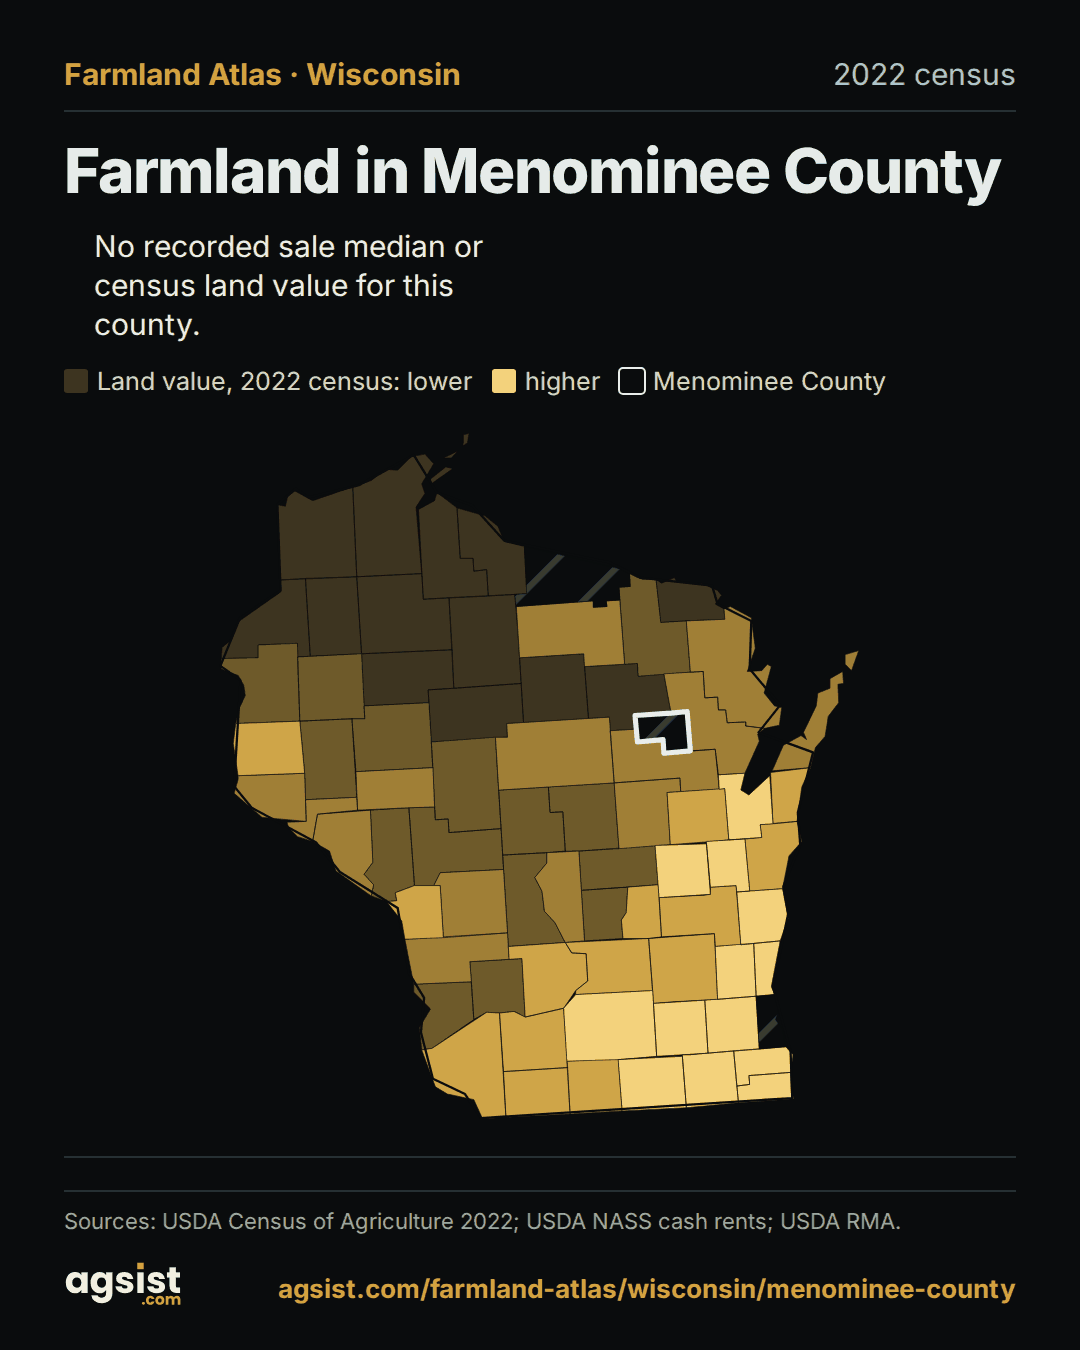 Farmland Atlas · Wisconsin
2022 census
Farmland in Menominee County
No recorded sale median or
census land value for this
county.
Land value, 2022 census: lower
higher
Menominee County
Sources: USDA Census of Agriculture 2022; USDA NASS cash rents; USDA RMA.
agsist
.com
agsist.com/farmland-atlas/wisconsin/menominee-county